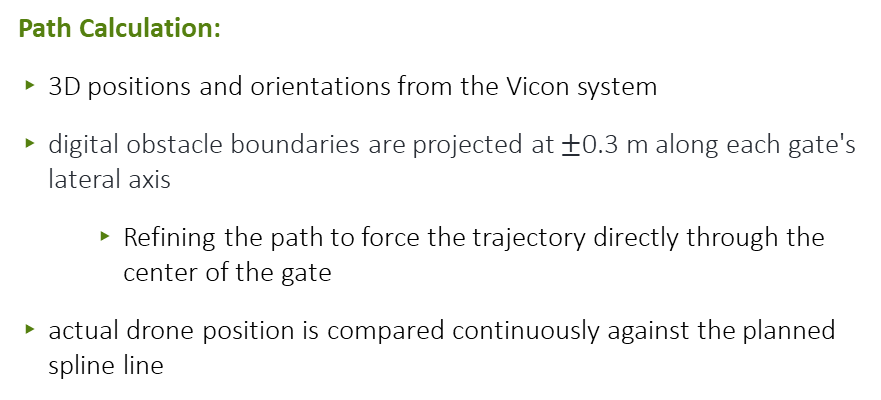 Path Calculation:
3D positions and orientations from the Vicon system
digital obstacle boundaries are projected at ±0.3 m along each gate's
lateral axis
Refining the path to force the trajectory directly through the
center of the gate
actual drone position is compared continuously against the planned
spline line